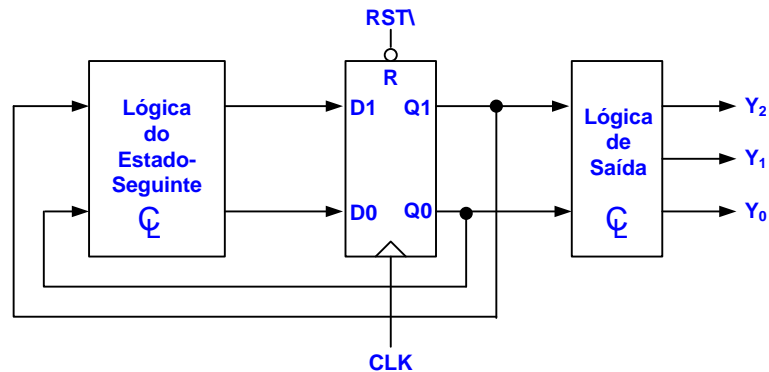 RST\
R
Lógica
do
Estado-
Seguinte
CL
D1
Q1
D0
Q0
Lógica
de
Saída
CL
Y2
Y1
Y0
CLK